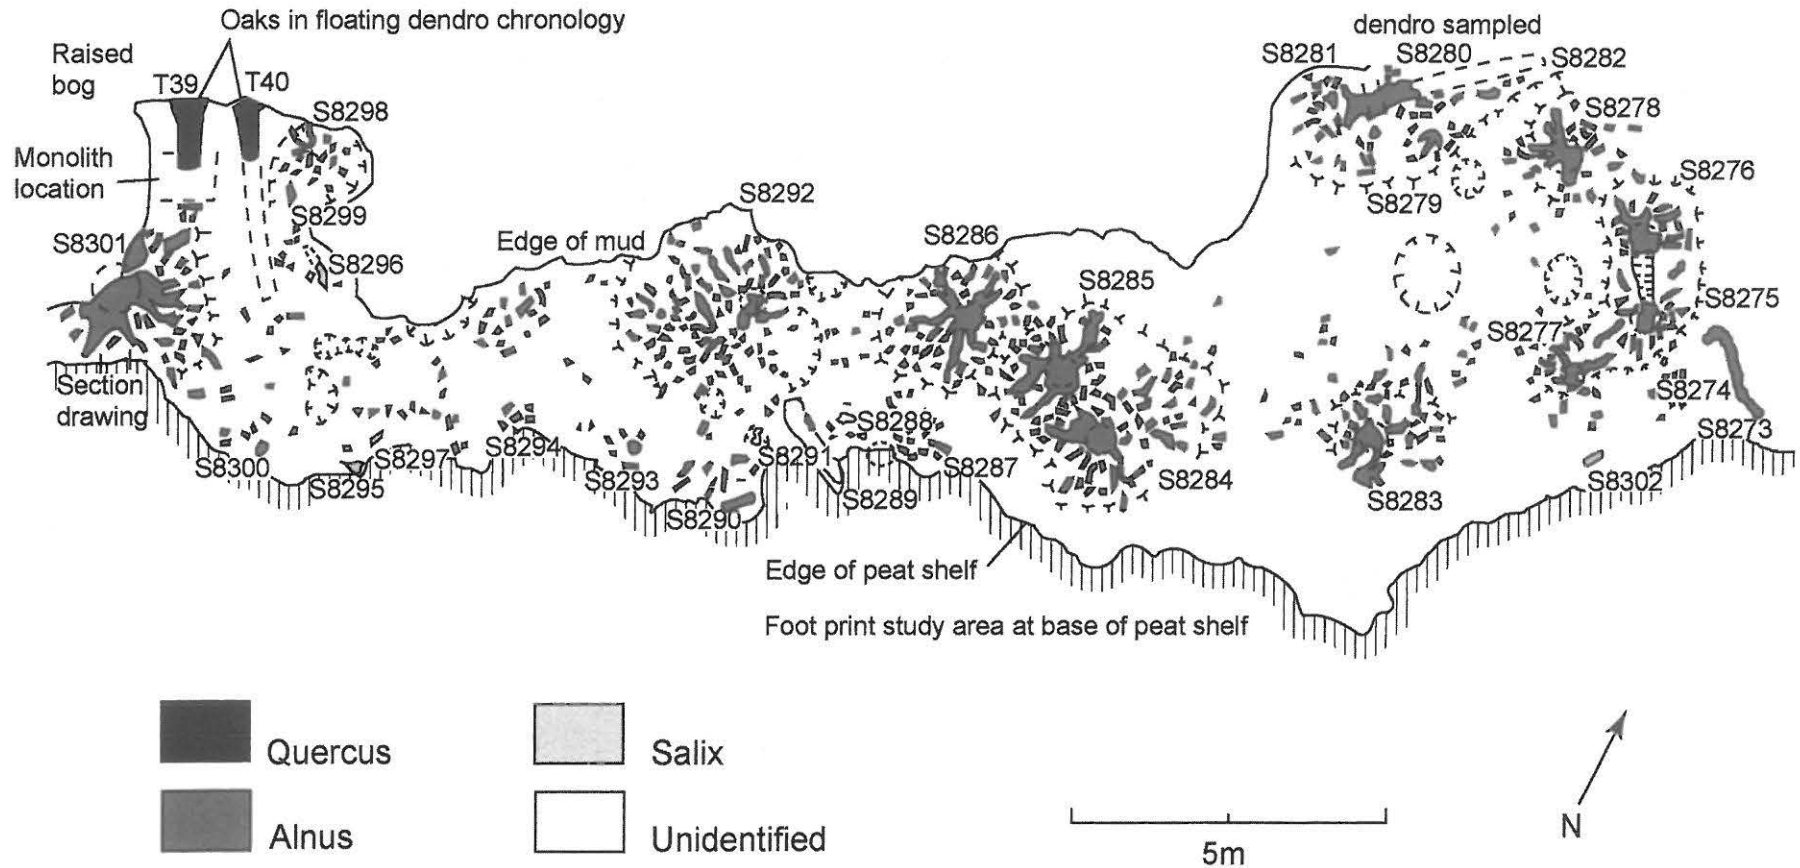 Oaks in floating dendro chronology
dendro sampled
Raised
bog
T39
T40
S8281
S8280
S8282
S8298
S8278
Monolith
location
S8276
S8292
S8279
S8299
S8301
Edge of mud
S8286
S8296
S8285
S8275
S8277
Section
drawing
S8274
S8288
S8273
S8300
S8297
S8294
S8291
S8287
S8295
S8293
S8289
S8284
S8283
S8302
S8290
Edge of peat shelf
Foot print study area at base of peat shelf
Quercus
Salix
Alnus
Unidentified
5m
N